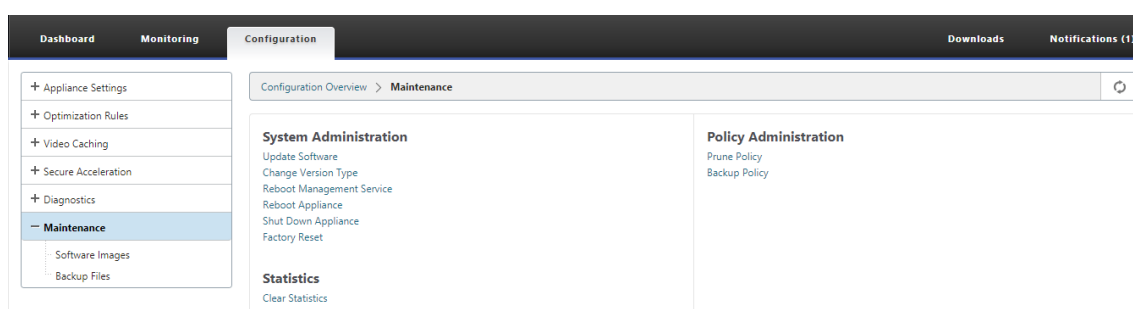 Dashboard Monitoring Configuration Downloads Notifications (1)
+ Appliance Settings
+ Optimization Rules
+ Video Caching
+ Secure Acceleration
+ Diagnostics
− Maintenance
Software Images
Backup Files
Configuration Overview > Maintenance
System Administration
Update Software
Change Version Type
Reboot Management Service
Reboot Appliance
Shut Down Appliance
Factory Reset
Statistics
Clear Statistics
Policy Administration
Prune Policy
Backup Policy